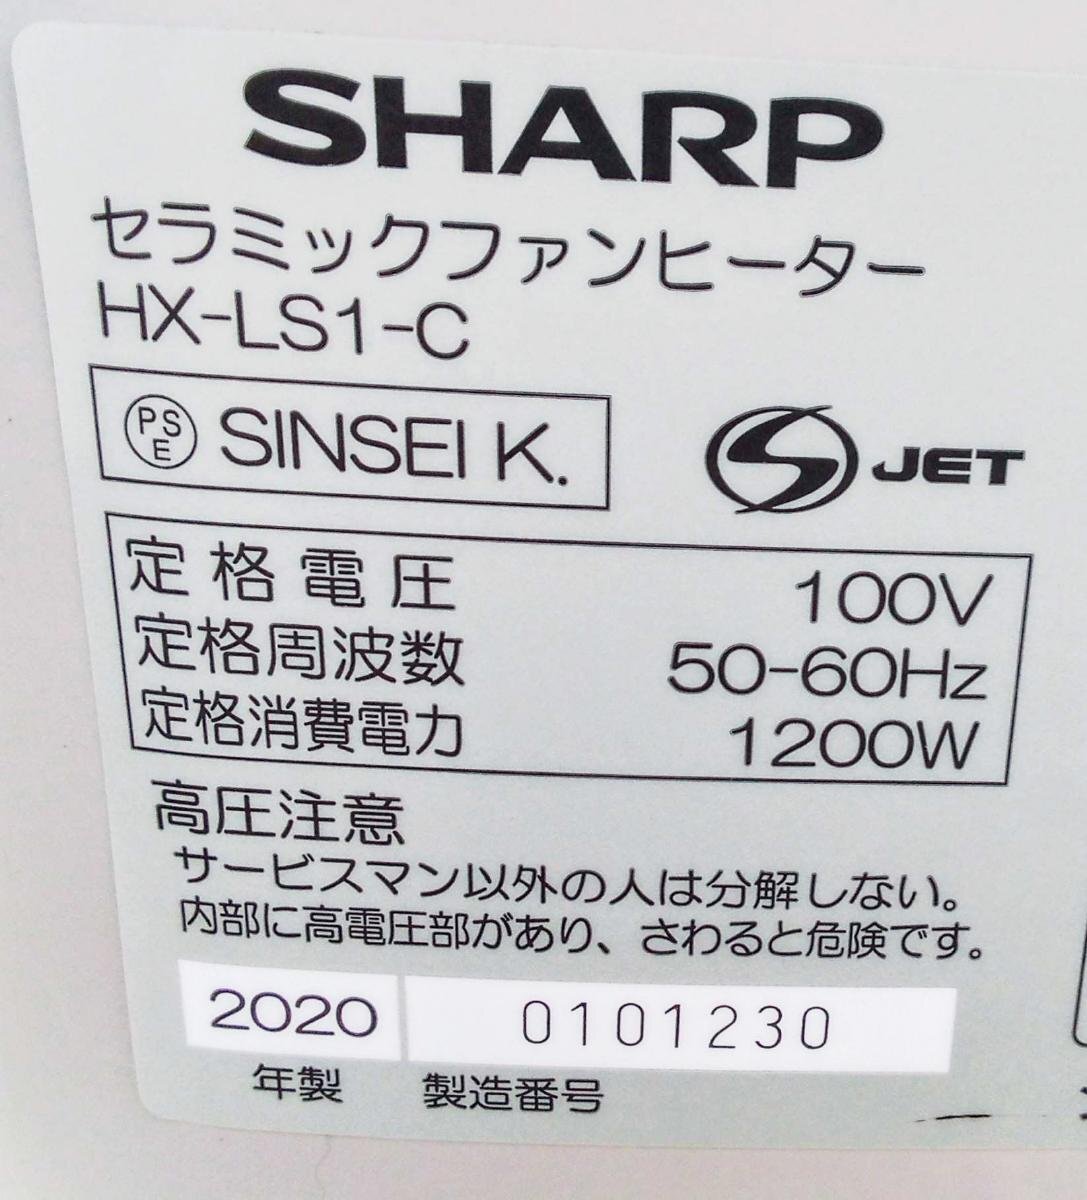 SHARP
セラミックファンヒーター
HX-LS1-C
PSE SINSEI K.
JET
定格電圧 100V
定格周波数 50-60Hz
定格消費電力 1200W
高圧注意
サービスマン以外の人は分解しない。
内部に高電圧部があり、さわると危険です。
2020 0101230
年製 製造番号